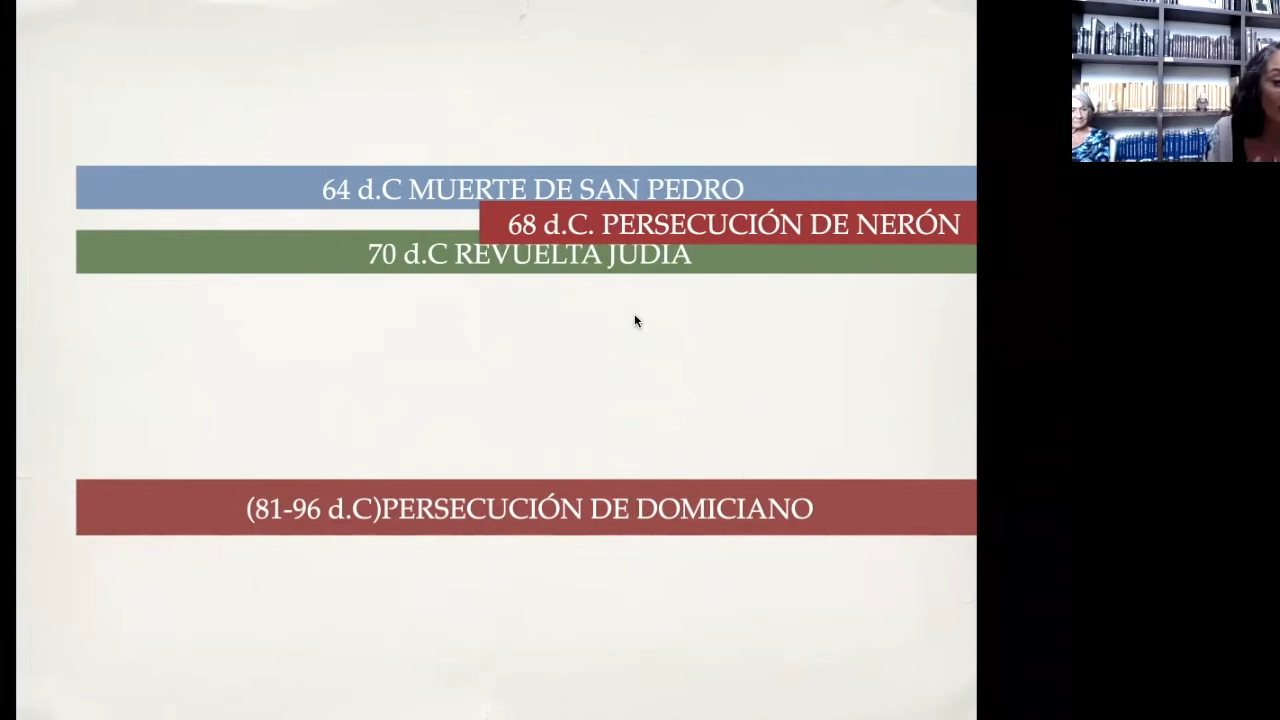 64 d.C MUERTE DE SAN PEDRO
68 d.C. PERSECUCIÓN DE NERÓN
70 d.C REVUELTA JUDIA
(81-96 d.C)PERSECUCIÓN DE DOMICIANO